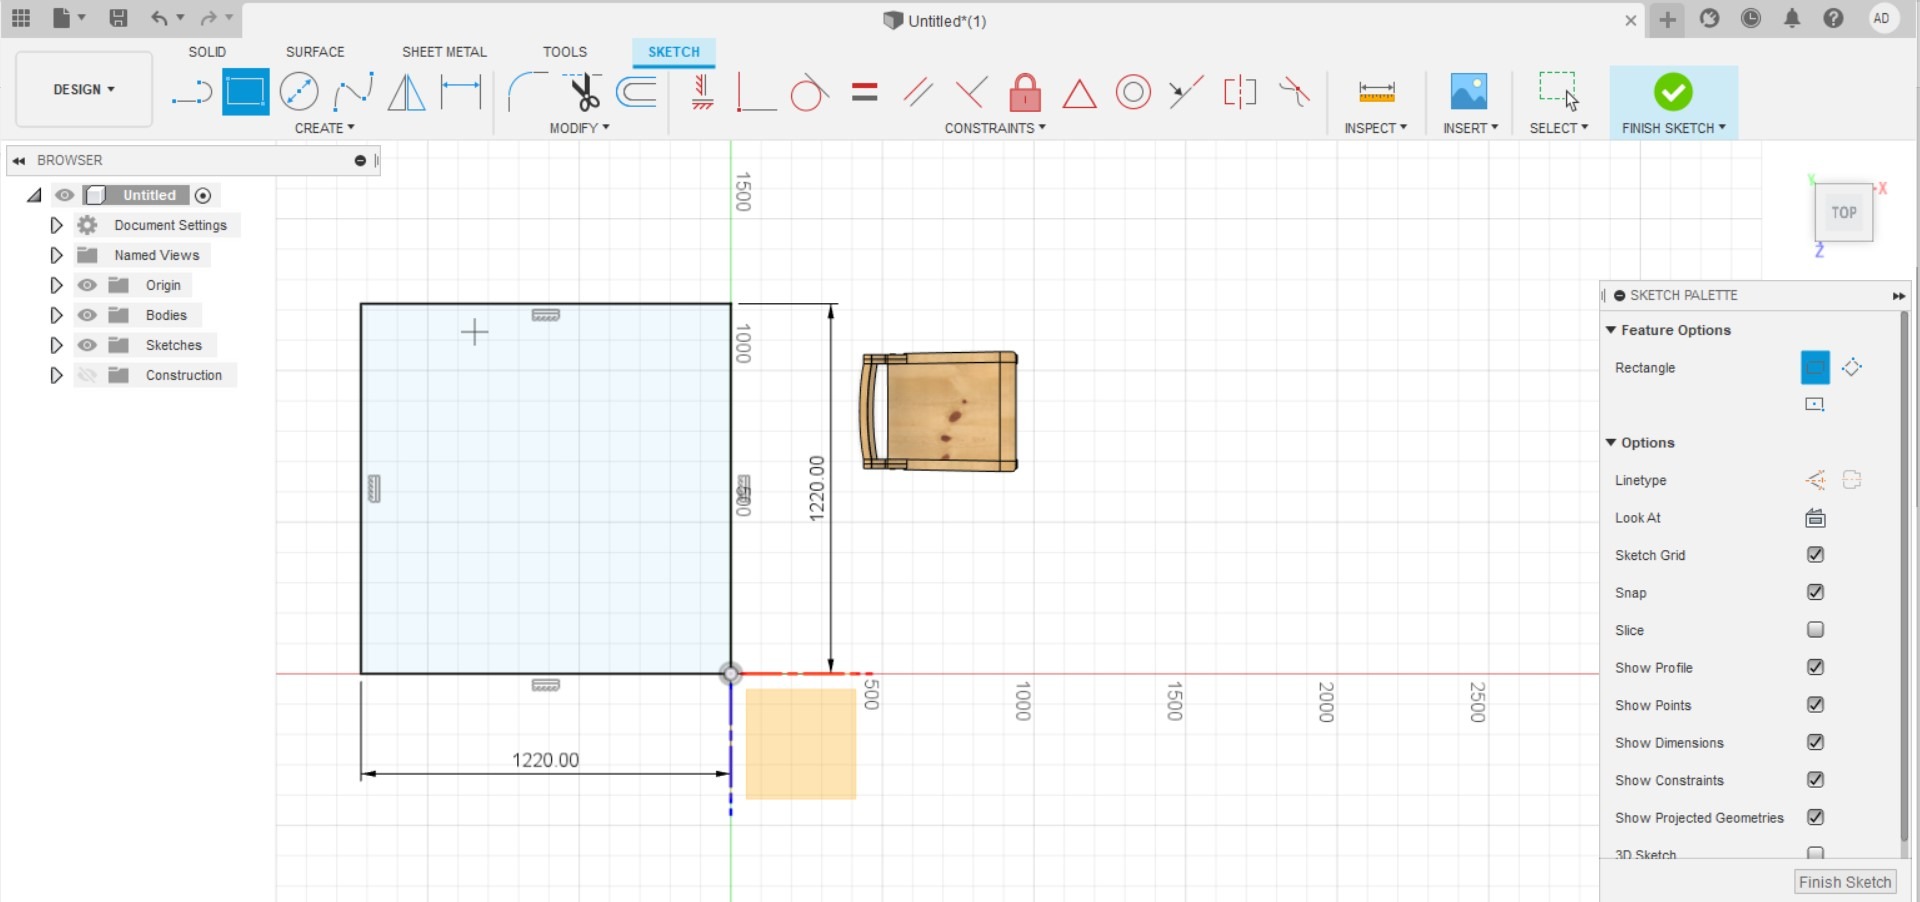 Untitled*(1)
AD
SOLID SURFACE SHEET METAL TOOLS SKETCH
DESIGN
CREATE MODIFY CONSTRAINTS INSPECT INSERT SELECT FINISH SKETCH
BROWSER
Untitled
Document Settings
Named Views
Origin
Bodies
Sketches
Construction
1500
1000
500
1220.00
1220.00
500
1000
1500
2000
2500
Y
X
TOP
Z
SKETCH PALETTE
Feature Options
Rectangle
Options
Linetype
Look At
Sketch Grid
Snap
Slice
Show Profile
Show Points
Show Dimensions
Show Constraints
Show Projected Geometries
3D Sketch
Finish Sketch